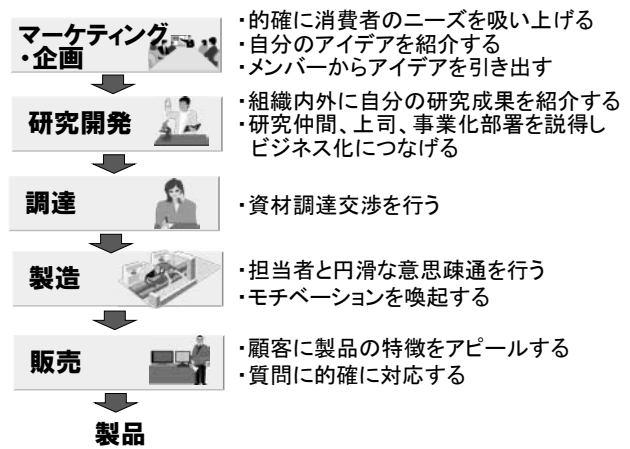 マーケティング
・企画
・的確に消費者のニーズを吸い上げる
・自分のアイデアを紹介する
・メンバーからアイデアを引き出す
研究開発
・組織内外に自分の研究成果を紹介する
・研究仲間、上司、事業化部署を説得し
ビジネス化につなげる
調達
・資材調達交渉を行う
製造
・担当者と円滑な意思疎通を行う
・モチベーションを喚起する
販売
・顧客に製品の特徴をアピールする
・質問に的確に対応する
製品